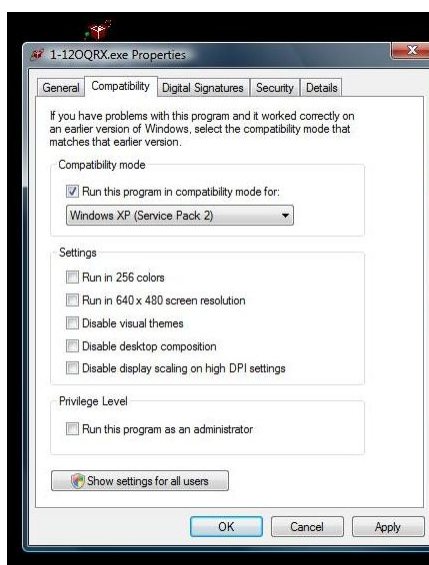 1-12OQRX.exe Properties
General Compatibility Digital Signatures Security Details
If you have problems with this program and it worked correctly on
an earlier version of Windows, select the compatibility mode that
matches that earlier version.
Compatibility mode
Run this program in compatibility mode for:
Windows XP (Service Pack 2)
Settings
Run in 256 colors
Run in 640 x 480 screen resolution
Disable visual themes
Disable desktop composition
Disable display scaling on high DPI settings
Privilege Level
Run this program as an administrator
Show settings for all users
OK Cancel Apply